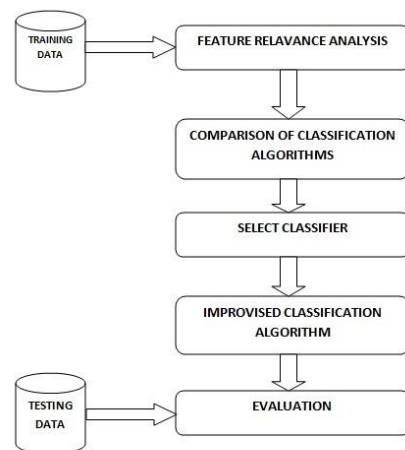 TRAINING
DATA
FEATURE RELAVANCE ANALYSIS
COMPARISON OF CLASSIFICATION
ALGORITHMS
SELECT CLASSIFIER
IMPROVISED CLASSIFICATION
ALGORITHM
TESTING
DATA
EVALUATION